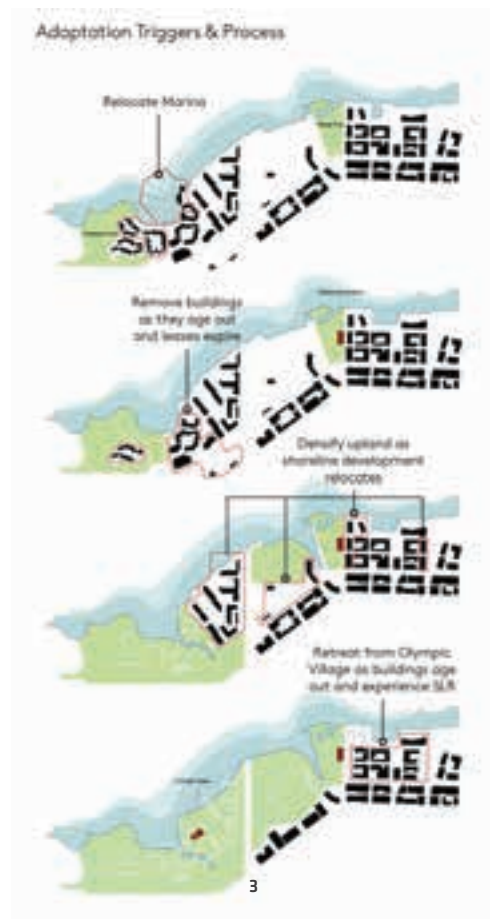 Adaptation Triggers & Process
Relocate Marina
Remove buildings
as they age out
and leases expire
Densify upland as
shoreline development
relocates
Retreat from Olympic
Village as buildings age
out and experience SLR
3